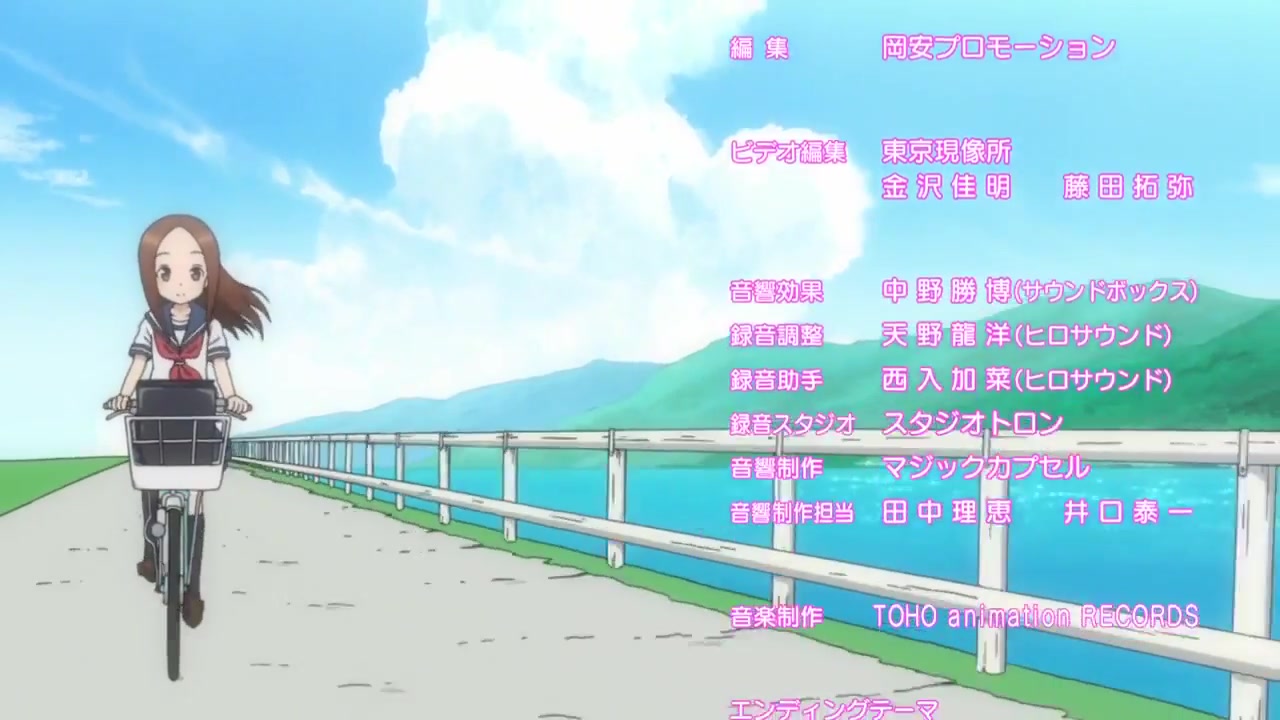 編 集 岡安プロモーション
ビデオ編集 東京現像所
金沢佳明 藤田拓弥
音響効果 中野勝博(サウンドボックス)
録音調整 天野龍洋(ヒロサウンド)
録音助手 西入加菜(ヒロサウンド)
録音スタジオ スタジオトロン
音響制作 マジックカプセル
音響制作担当 田中理恵 井口泰一
音楽制作 TOHO animation RECORDS
エンディングテーマ